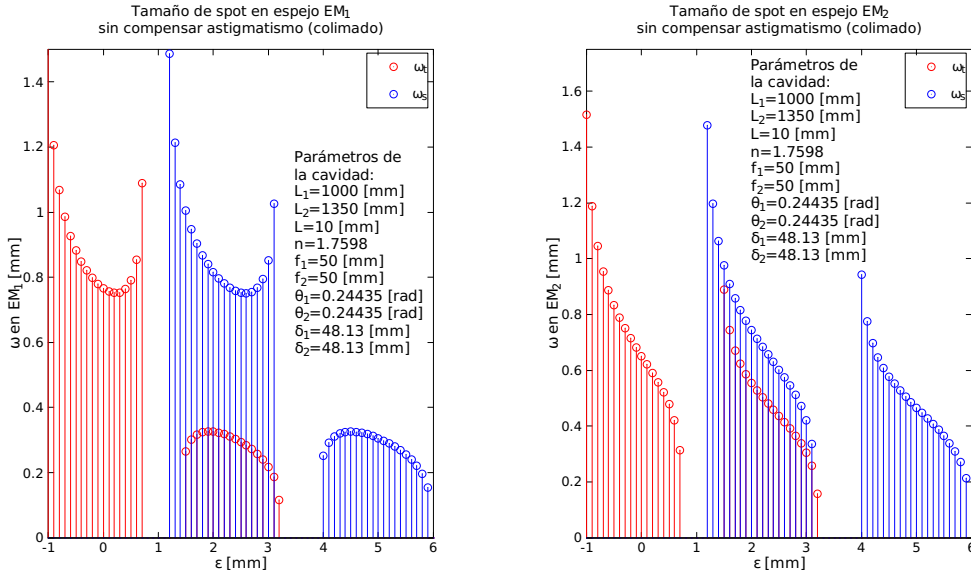 Tamaño de spot en espejo EM₁
sin compensar astigmatismo (colimado)
ω en EM₁ [mm]
1.4
1.2
1
0.8
0.6
0.4
0.2
0
-1
0
1
2
3
4
5
6
ε [mm]
ωₜ
ωₛ
Parámetros de
la cavidad:
L₁=1000 [mm]
L₂=1350 [mm]
L=10 [mm]
n=1.7598
f₁=50 [mm]
f₂=50 [mm]
θ₁=0.24435 [rad]
θ₂=0.24435 [rad]
δ₁=48.13 [mm]
δ₂=48.13 [mm]
Tamaño de spot en espejo EM₂
sin compensar astigmatismo (colimado)
ω en EM₂ [mm]
1.6
1.4
1.2
1
0.8
0.6
0.4
0.2
0
-1
0
1
2
3
4
5
6
ε [mm]
ωₜ
ωₛ
Parámetros de
la cavidad:
L₁=1000 [mm]
L₂=1350 [mm]
L=10 [mm]
n=1.7598
f₁=50 [mm]
f₂=50 [mm]
θ₁=0.24435 [rad]
θ₂=0.24435 [rad]
δ₁=48.13 [mm]
δ₂=48.13 [mm]